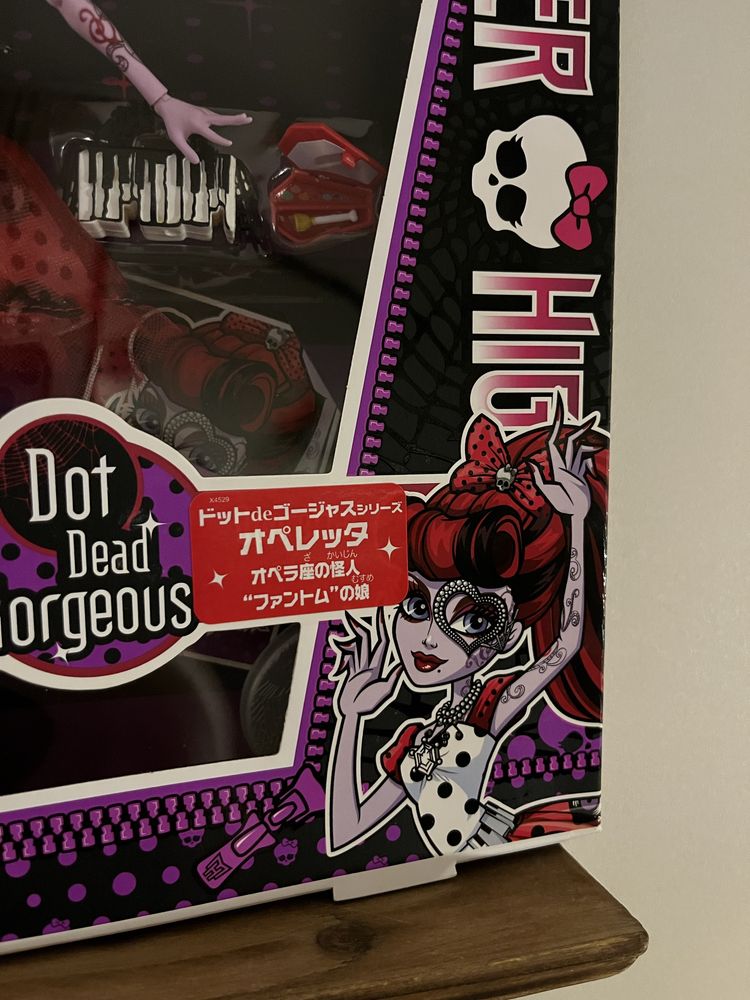 ER
HIG
Dot
Dead
Gorgeous
X4529
ドットdeゴージャスシリーズ
オペレッタ
オペラ座の怪人
ざ かいじん
"ファントム"の娘
むすめ